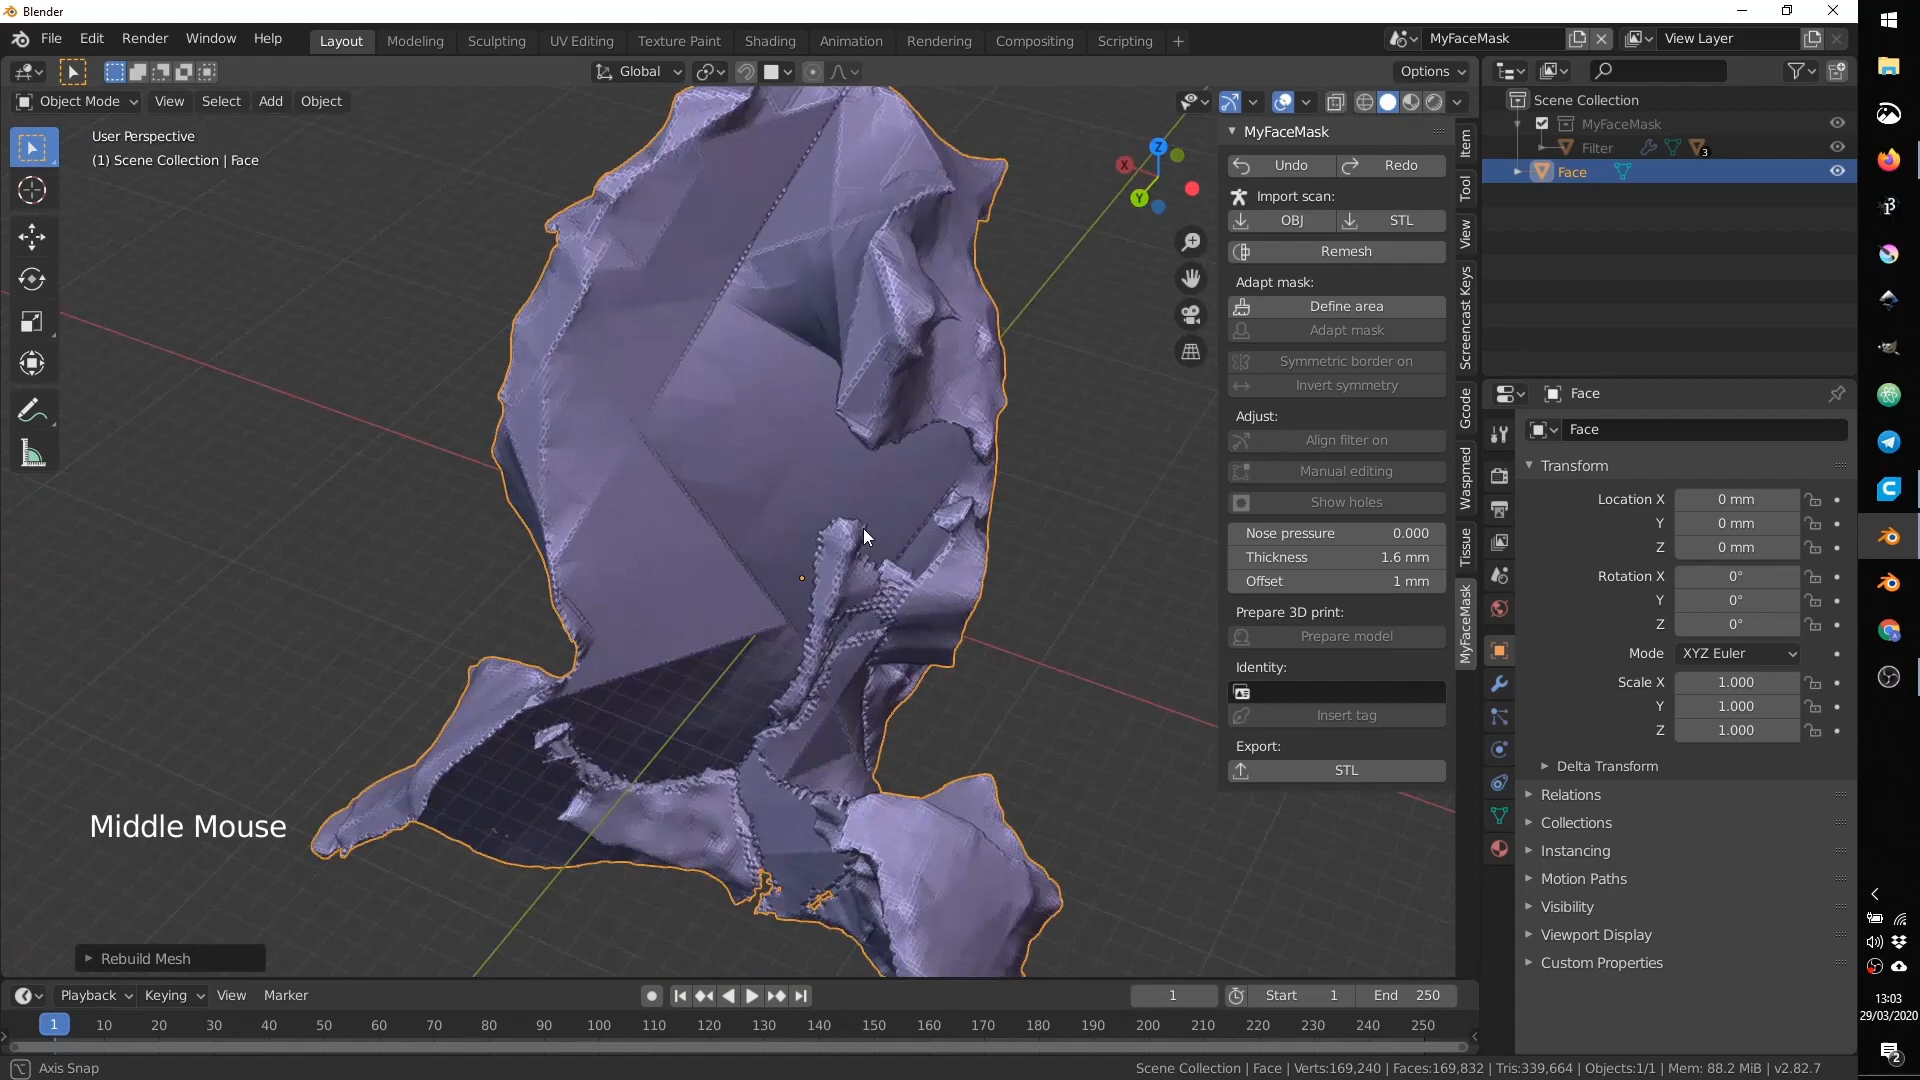 Blender
File Edit Render Window Help
Layout Modeling Sculpting UV Editing Texture Paint Shading Animation Rendering Compositing Scripting +
MyFaceMask
View Layer
Global
Options
Object Mode View Select Add Object
User Perspective
(1) Scene Collection | Face
X
Y
Z
MyFaceMask
Undo Redo
Import scan:
OBJ STL
Remesh
Adapt mask:
Define area
Adapt mask
Symmetric border on
Invert symmetry
Adjust:
Align filter on
Manual editing
Show holes
Nose pressure 0.000
Thickness 1.6 mm
Offset 1 mm
Prepare 3D print:
Prepare model
Identity:
Insert tag
Export:
STL
Item
Tool
View
Screencast Keys
Gcode
Waspmed
Tissue
MyFaceMask
Scene Collection
MyFaceMask
Filter 3
Face
Face
Face
Transform
Location X 0 mm
Y 0 mm
Z 0 mm
Rotation X 0°
Y 0°
Z 0°
Mode XYZ Euler
Scale X 1.000
Y 1.000
Z 1.000
Delta Transform
Relations
Collections
Instancing
Motion Paths
Visibility
Viewport Display
Custom Properties
Middle Mouse
Rebuild Mesh
Playback Keying View Marker
1
Start 1
End 250
1 10 20 30 40 50 60 70 80 90 100 110 120 130 140 150 160 170 180 190 200 210 220 230 240 250
Axis Snap
Scene Collection | Face | Verts:169,240 | Faces:169,832 | Tris:339,664 | Objects:1/1 | Mem: 88.2 MiB | v2.82.7
13:03
29/03/2020
2